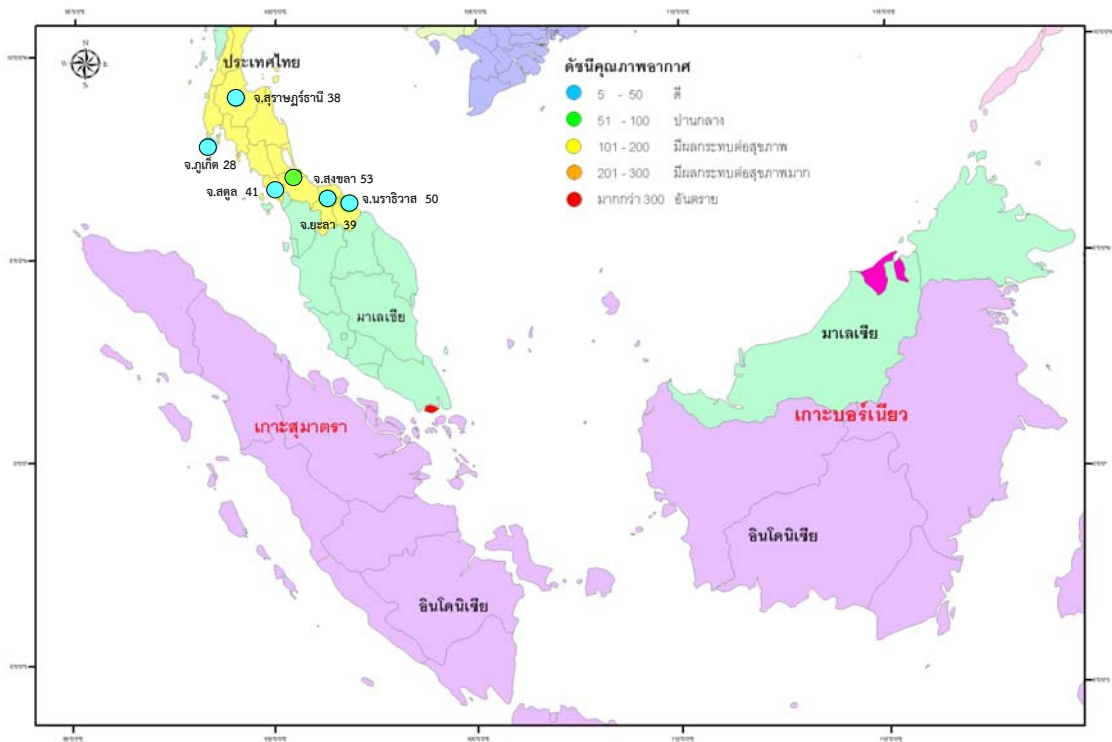 N
W E
S
ประเทศไทย
จ.สุราษฎร์ธานี 38
จ.ภูเก็ต 28
จ.สงขลา 53
จ.สตูล 41
จ.นราธิวาส 50
จ.ยะลา 39
ดัชนีคุณภาพอากาศ
5 - 50 ดี
51 - 100 ปานกลาง
101 - 200 มีผลกระทบต่อสุขภาพ
201 - 300 มีผลกระทบต่อสุขภาพมาก
มากกว่า 300 อันตราย
มาเลเซีย
มาเลเซีย
เกาะสุมาตรา
เกาะบอร์เนียว
อินโดนิเซีย
อินโดนิเซีย